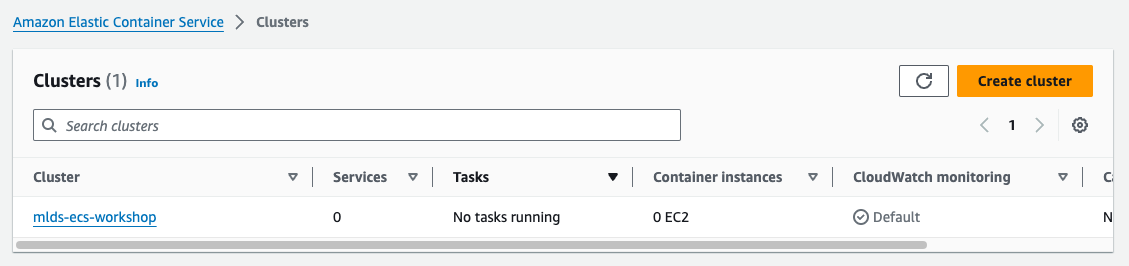 Amazon Elastic Container Service > Clusters
Clusters (1) Info
Create cluster
Search clusters
1
Cluster Services Tasks Container instances CloudWatch monitoring Ca
mlds-ecs-workshop 0 No tasks running 0 EC2 Default N